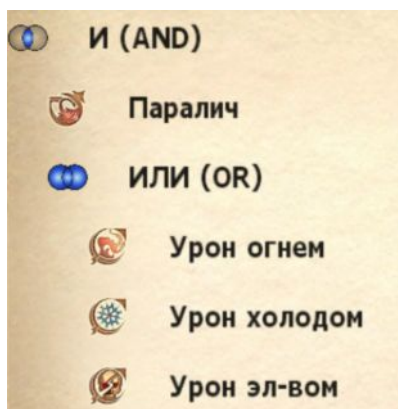 И (AND)
Паралич
ИЛИ (OR)
Урон огнем
Урон холодом
Урон эл-вом